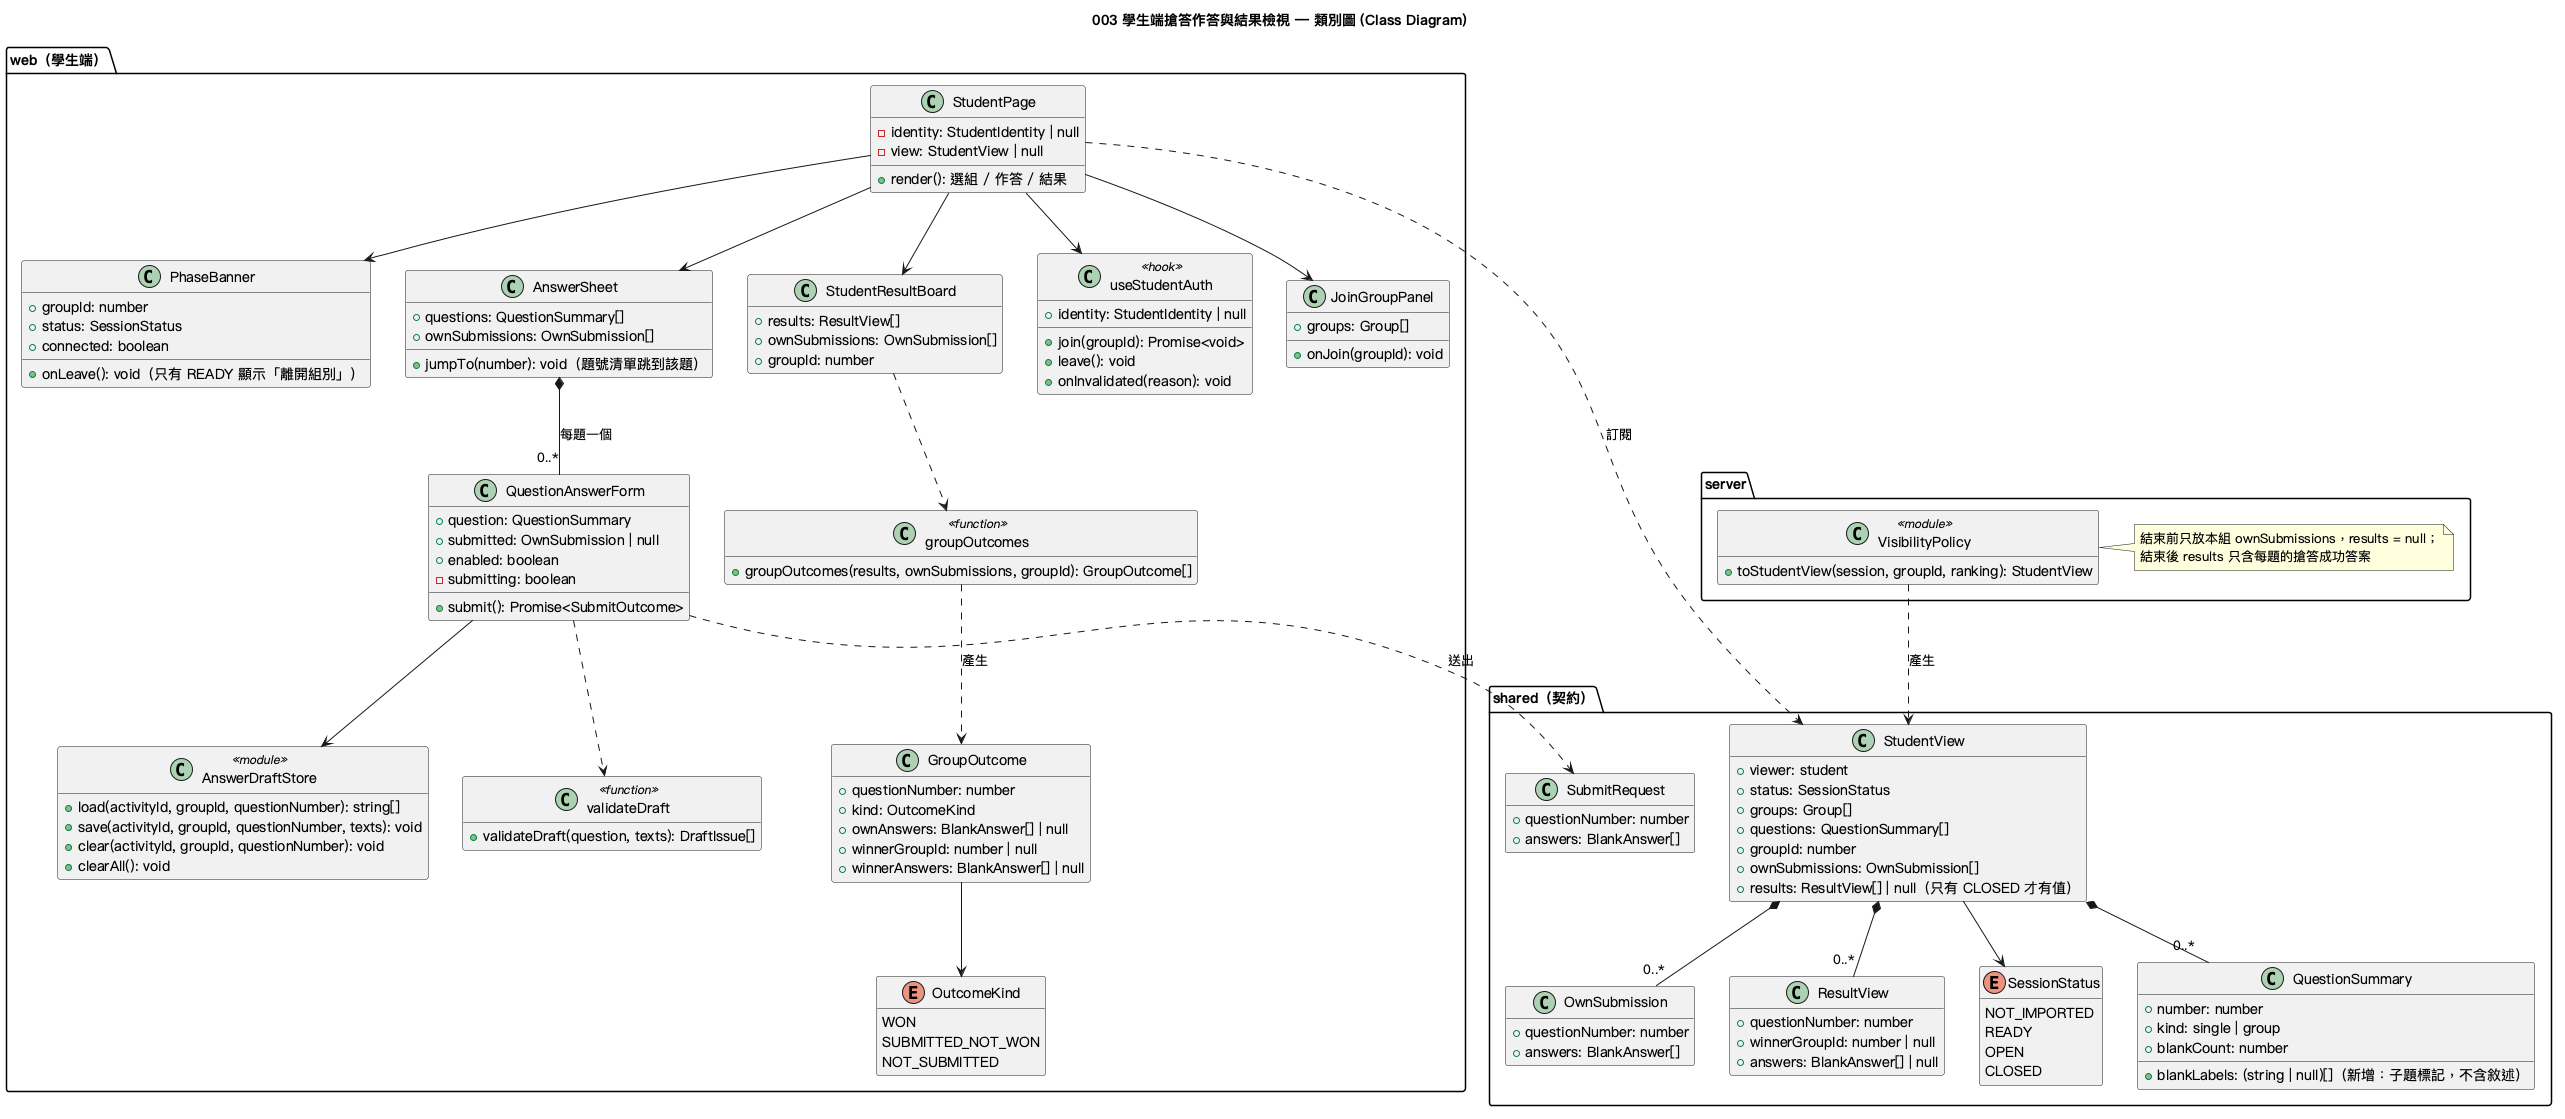 003 學生端搶答作答與結果檢視 — 類別圖 (Class Diagram)
web（學生端）
StudentPage
identity: StudentIdentity | null
view: StudentView | null
render(): 選組 / 作答 / 結果
PhaseBanner
groupId: number
status: SessionStatus
connected: boolean
onLeave(): void（只有 READY 顯示「離開組別」）
AnswerSheet
questions: QuestionSummary[]
ownSubmissions: OwnSubmission[]
jumpTo(number): void（題號清單跳到該題）
StudentResultBoard
results: ResultView[]
ownSubmissions: OwnSubmission[]
groupId: number
«hook»
useStudentAuth
identity: StudentIdentity | null
join(groupId): Promise<void>
leave(): void
onInvalidated(reason): void
JoinGroupPanel
groups: Group[]
onJoin(groupId): void
每題一個
0..*
訂閱
QuestionAnswerForm
question: QuestionSummary
submitted: OwnSubmission | null
enabled: boolean
submitting: boolean
submit(): Promise<SubmitOutcome>
«function»
groupOutcomes
groupOutcomes(results, ownSubmissions, groupId): GroupOutcome[]
server
«module»
VisibilityPolicy
toStudentView(session, groupId, ranking): StudentView
結束前只放本組 ownSubmissions，results = null；
結束後 results 只含每題的搶答成功答案
產生
送出
產生
«module»
AnswerDraftStore
load(activityId, groupId, questionNumber): string[]
save(activityId, groupId, questionNumber, texts): void
clear(activityId, groupId, questionNumber): void
clearAll(): void
«function»
validateDraft
validateDraft(question, texts): DraftIssue[]
GroupOutcome
questionNumber: number
kind: OutcomeKind
ownAnswers: BlankAnswer[] | null
winnerGroupId: number | null
winnerAnswers: BlankAnswer[] | null
OutcomeKind
WON
SUBMITTED_NOT_WON
NOT_SUBMITTED
shared（契約）
SubmitRequest
questionNumber: number
answers: BlankAnswer[]
StudentView
viewer: student
status: SessionStatus
groups: Group[]
questions: QuestionSummary[]
groupId: number
ownSubmissions: OwnSubmission[]
results: ResultView[] | null（只有 CLOSED 才有值）
0..*
0..*
0..*
OwnSubmission
questionNumber: number
answers: BlankAnswer[]
ResultView
questionNumber: number
winnerGroupId: number | null
answers: BlankAnswer[] | null
SessionStatus
NOT_IMPORTED
READY
OPEN
CLOSED
QuestionSummary
number: number
kind: single | group
blankCount: number
blankLabels: (string | null)[]（新增：子題標記，不含敘述）